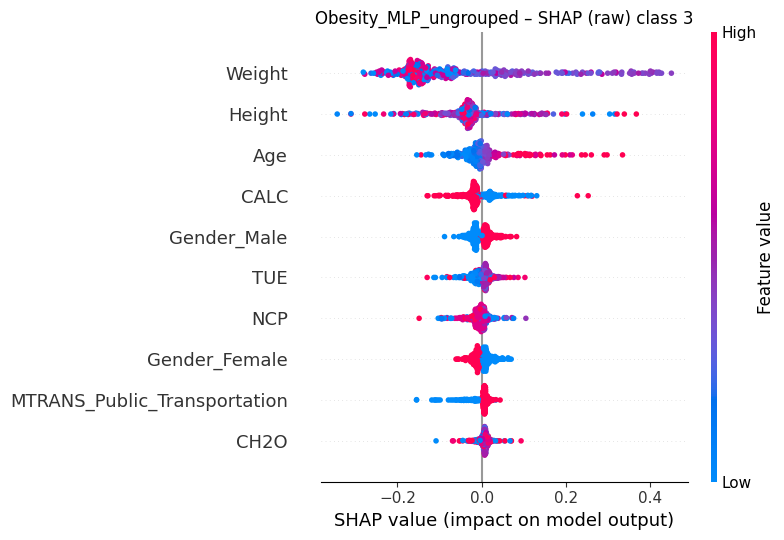 Obesity_MLP_ungrouped – SHAP (raw) class 3
High
Weight
Height
Age
CALC
Gender_Male
TUE
NCP
Gender_Female
MTRANS_Public_Transportation
CH2O
Feature value
Low
−0.2 0.0 0.2 0.4
SHAP value (impact on model output)